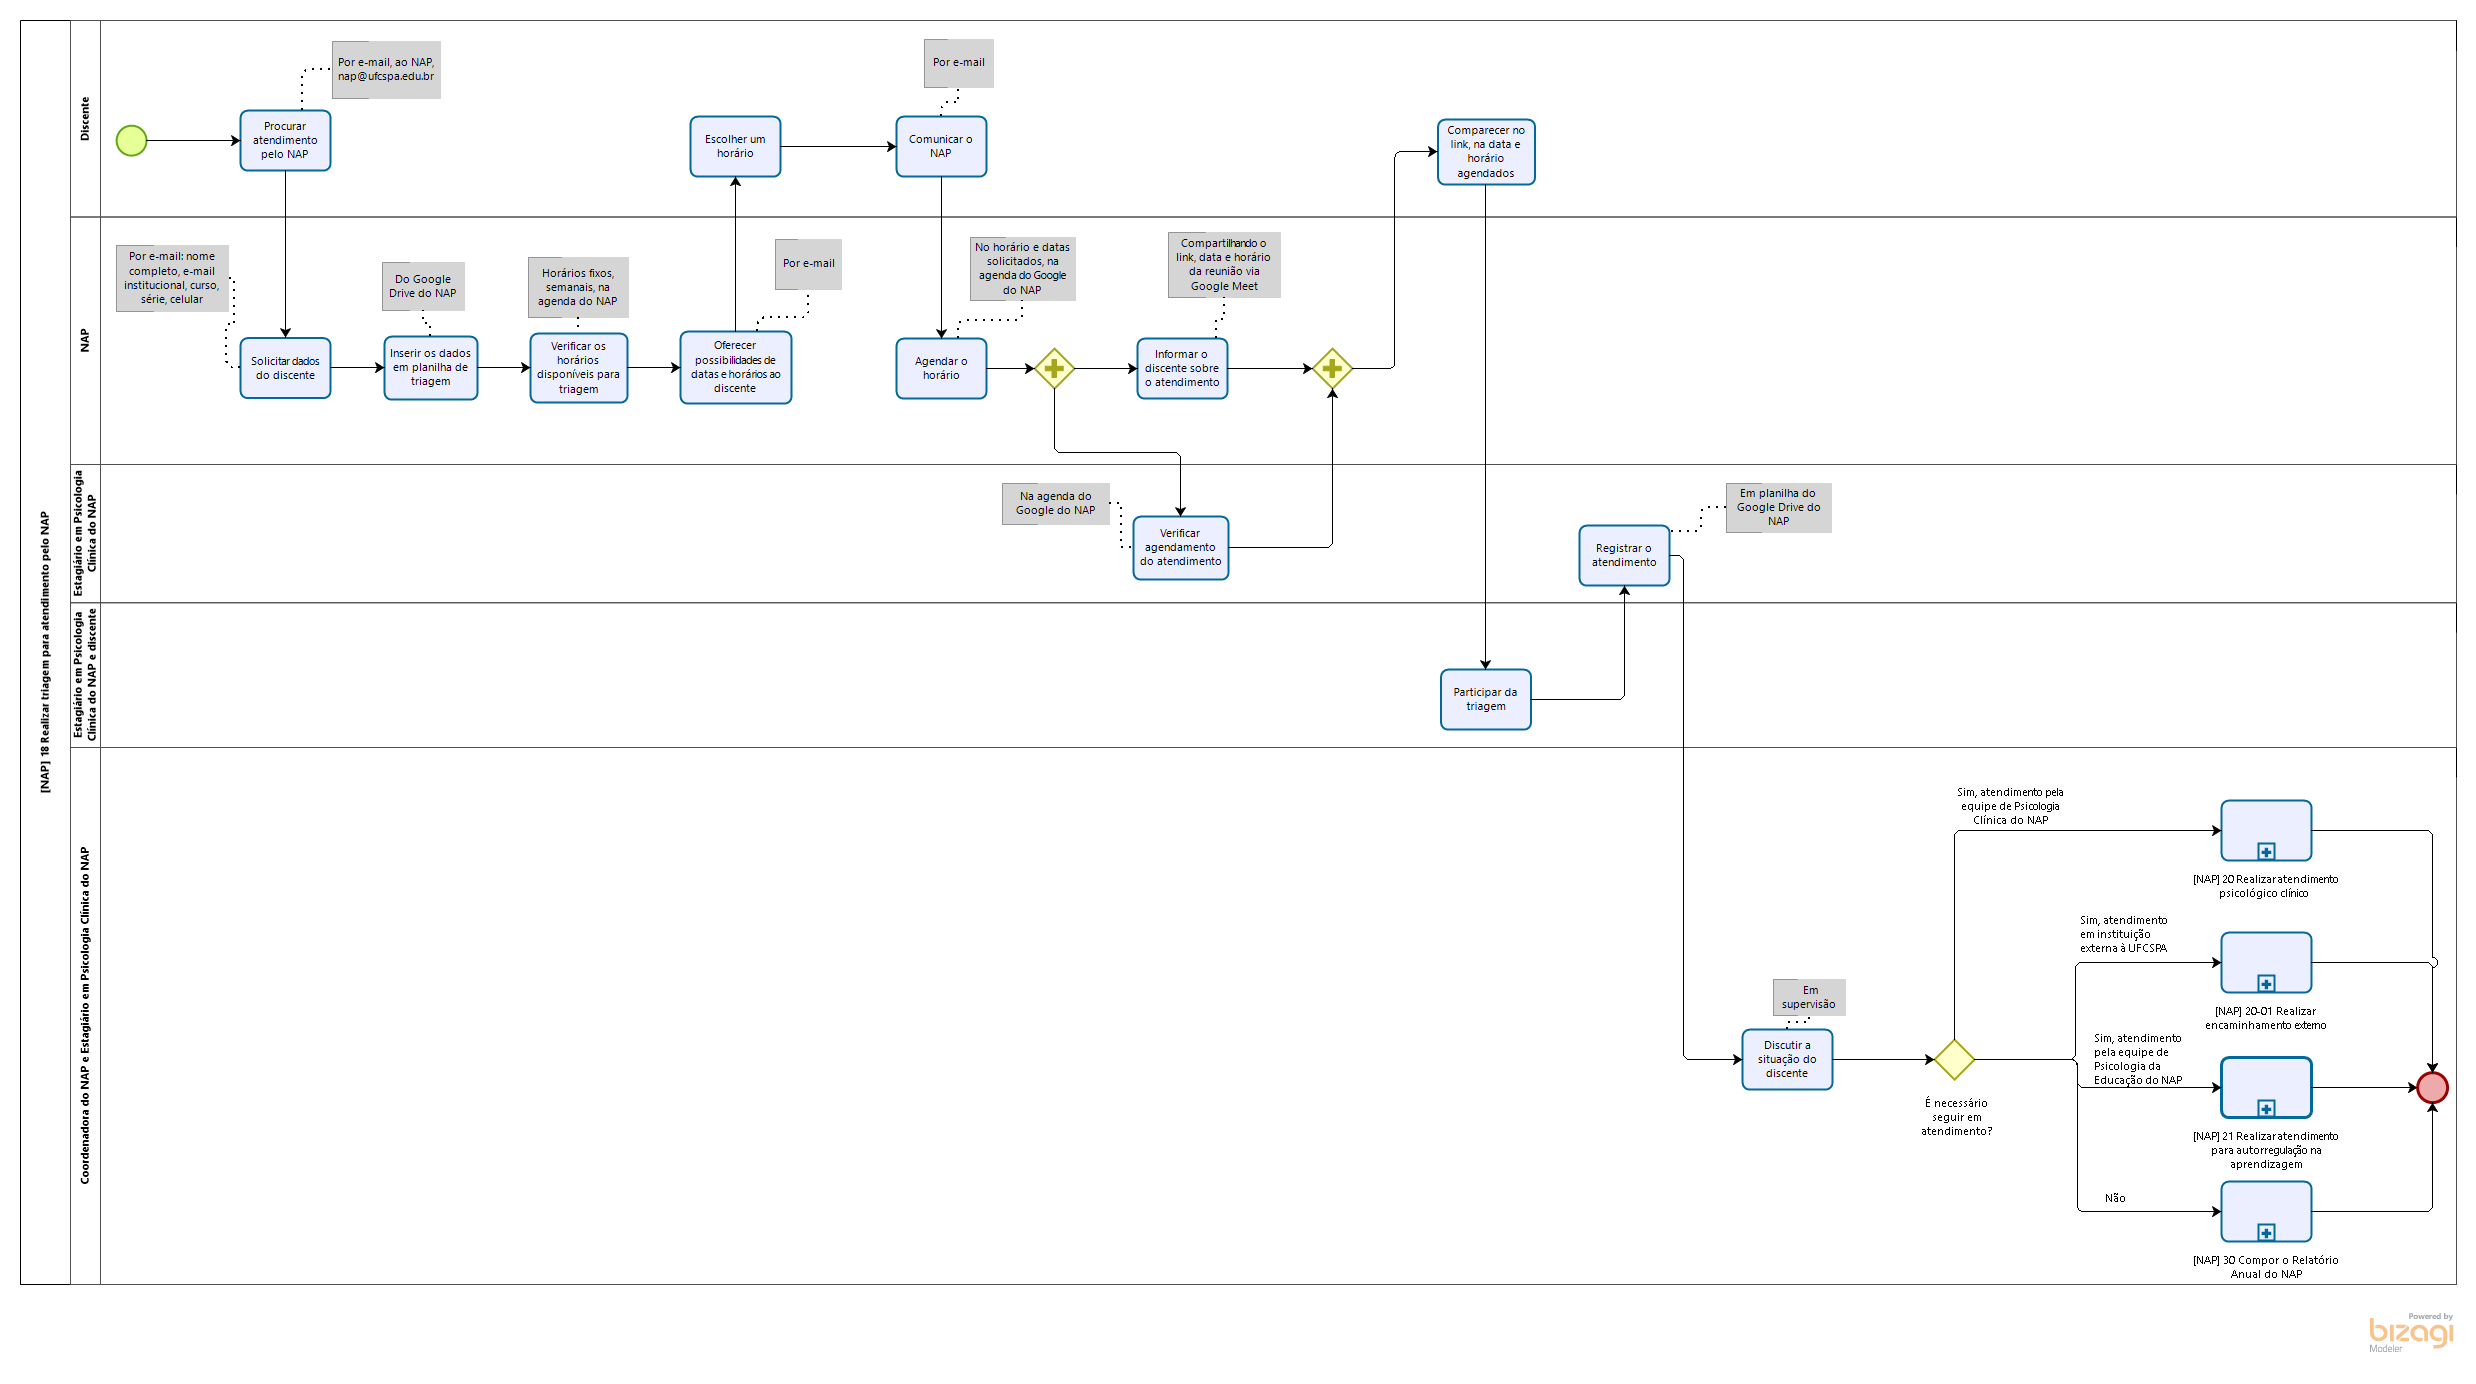 [NAP] 18 Realizar triagem para atendimento pelo NAP
Discente
Por e-mail, ao NAP,
nap@ufcspa.edu.br
Procurar
atendimento
pelo NAP
Escolher um
horário
Por e-mail
Comunicar o
NAP
Comparecer no
link, na data e
horário
agendados
NAP
Por e-mail: nome
completo, e-mail
institucional, curso,
série, celular
Solicitar dados
do discente
Do Google
Drive do NAP
Inserir os dados
em planilha de
triagem
Horários fixos,
semanais, na
agenda do NAP
Verificar os
horários
disponíveis para
triagem
Por e-mail
Oferecer
possibilidades de
datas e horários ao
discente
No horário e datas
solicitados, na
agenda do Google
do NAP
Agendar o
horário
Compartilhando o
link, data e horário
da reunião via
Google Meet
Informar o
discente sobre
o atendimento
Estagiário em Psicologia
Clínica do NAP
Na agenda do
Google do NAP
Verificar
agendamento
do atendimento
Registrar o
atendimento
Em planilha do
Google Drive do
NAP
Estagiário em Psicologia
Clínica do NAP e discente
Participar da
triagem
Coordenadora do NAP e Estagiário em Psicologia Clínica do NAP
Em
supervisão
Discutir a
situação do
discente
É necessário
seguir em
atendimento?
Sim, atendimento pela
equipe de Psicologia
Clínica do NAP
[NAP] 20 Realizar atendimento
psicológico clínico
Sim, atendimento
em instituição
externa à UFCSPA
[NAP] 20-01 Realizar
encaminhamento externo
Sim, atendimento
pela equipe de
Psicologia da
Educação do NAP
[NAP] 21 Realizar atendimento
para autorregulação na
aprendizagem
Não
[NAP] 30 Compor o Relatório
Anual do NAP
Powered by
bizagi
Modeler